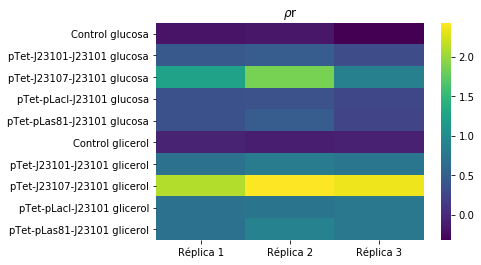 ρr
Control glucosa
pTet-J23101-J23101 glucosa
pTet-J23107-J23101 glucosa
pTet-pLacI-J23101 glucosa
pTet-pLas81-J23101 glucosa
Control glicerol
pTet-J23101-J23101 glicerol
pTet-J23107-J23101 glicerol
pTet-pLacI-J23101 glicerol
pTet-pLas81-J23101 glicerol
Réplica 1 Réplica 2 Réplica 3
2.0
1.5
1.0
0.5
0.0